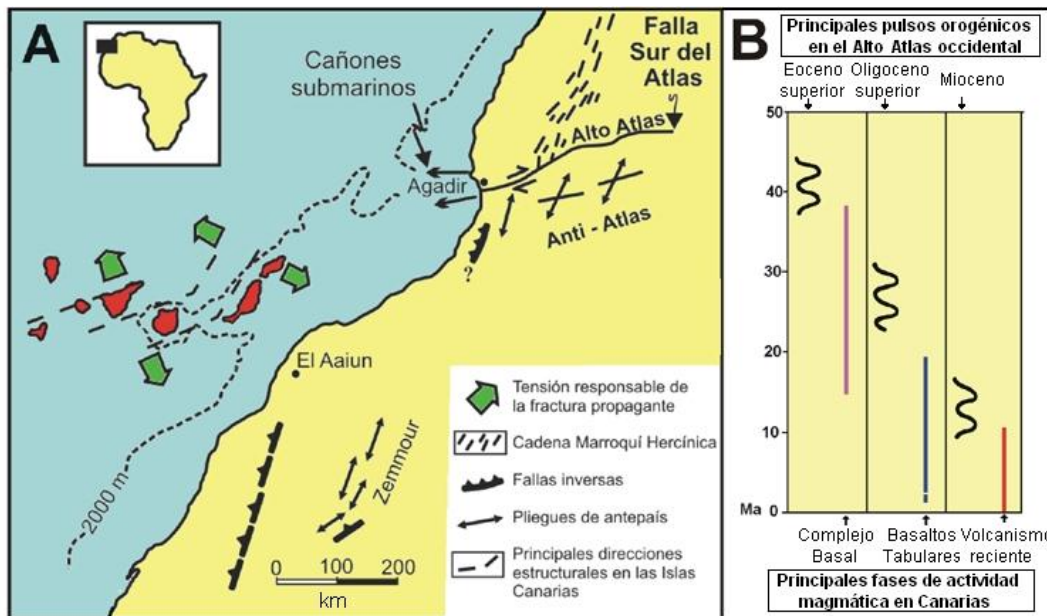 A
Cañones
submarinos
Falla
Sur del
Atlas
Alto Atlas
Agadir
Anti - Atlas
?
El Aaiun
Zemmour
2000 m
0 100 200
km
Tensión responsable de
la fractura propagante
Cadena Marroquí Hercínica
Fallas inversas
Pliegues de antepaís
Principales direcciones
estructurales en las Islas
Canarias
B
Principales pulsos orogénicos
en el Alto Atlas occidental
Eoceno
superior
Oligoceno
superior
Mioceno
50
40
30
20
10
Ma 0
Complejo
Basal
Basaltos
Tabulares
Volcanismo
reciente
Principales fases de actividad
magmática en Canarias